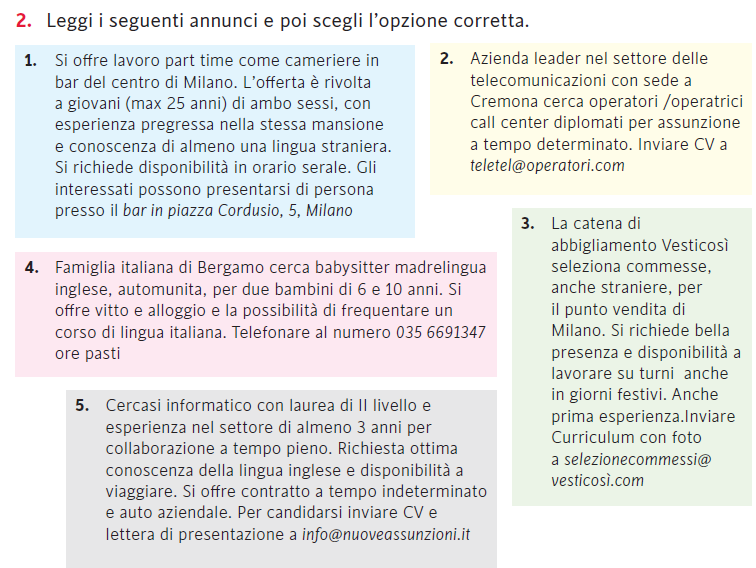 2. Leggi i seguenti annunci e poi scegli l'opzione corretta.
1. Si offre lavoro part time come cameriere in
bar del centro di Milano. L'offerta è rivolta
a giovani (max 25 anni) di ambo sessi, con
esperienza pregressa nella stessa mansione
e conoscenza di almeno una lingua straniera.
Si richiede disponibilità in orario serale. Gli
interessati possono presentarsi di persona
presso il bar in piazza Cordusio, 5, Milano
2. Azienda leader nel settore delle
telecomunicazioni con sede a
Cremona cerca operatori /operatrici
call center diplomati per assunzione
a tempo determinato. Inviare CV a
teletel@operatori.com
3. La catena di
abbigliamento Vesticosì
seleziona commesse,
anche straniere, per
il punto vendita di
Milano. Si richiede bella
presenza e disponibilità a
lavorare su turni anche
in giorni festivi. Anche
prima esperienza.Inviare
Curriculum con foto
a selezionecommessi@
vesticosì.com
4. Famiglia italiana di Bergamo cerca babysitter madrelingua
inglese, automunita, per due bambini di 6 e 10 anni. Si
offre vitto e alloggio e la possibilità di frequentare un
corso di lingua italiana. Telefonare al numero 035 6691347
ore pasti
5. Cercasi informatico con laurea di II livello e
esperienza nel settore di almeno 3 anni per
collaborazione a tempo pieno. Richiesta ottima
conoscenza della lingua inglese e disponibilità a
viaggiare. Si offre contratto a tempo indeterminato
e auto aziendale. Per candidarsi inviare CV e
lettera di presentazione a info@nuoveassunzioni.it